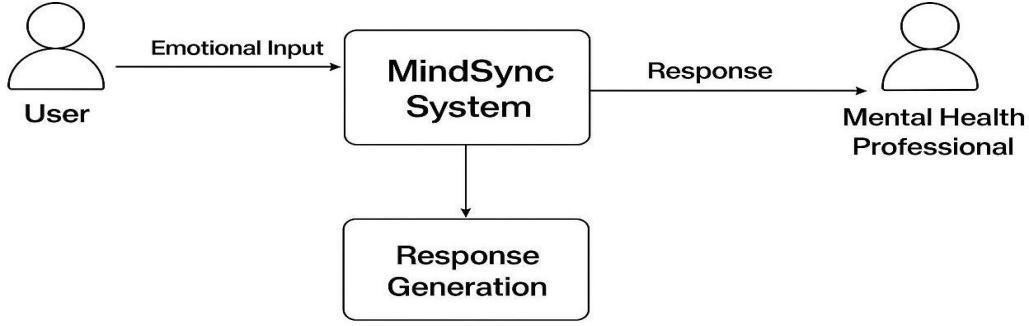 Emotional Input
MindSync
System
Response
User
Mental Health
Professional
Response
Generation